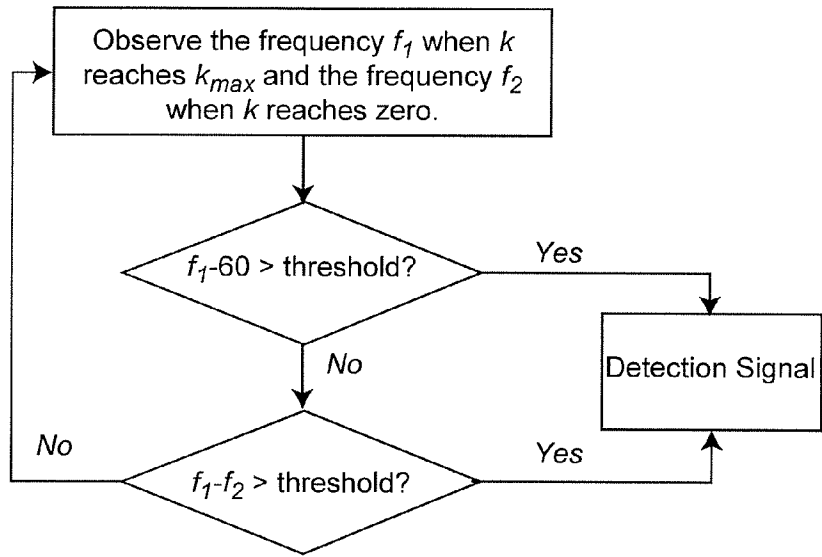 Observe the frequency f1 when k
reaches kmax and the frequency f2
when k reaches zero.
f1-60 > threshold?
Yes
Detection Signal
No
No
Yes
f1-f2 > threshold?